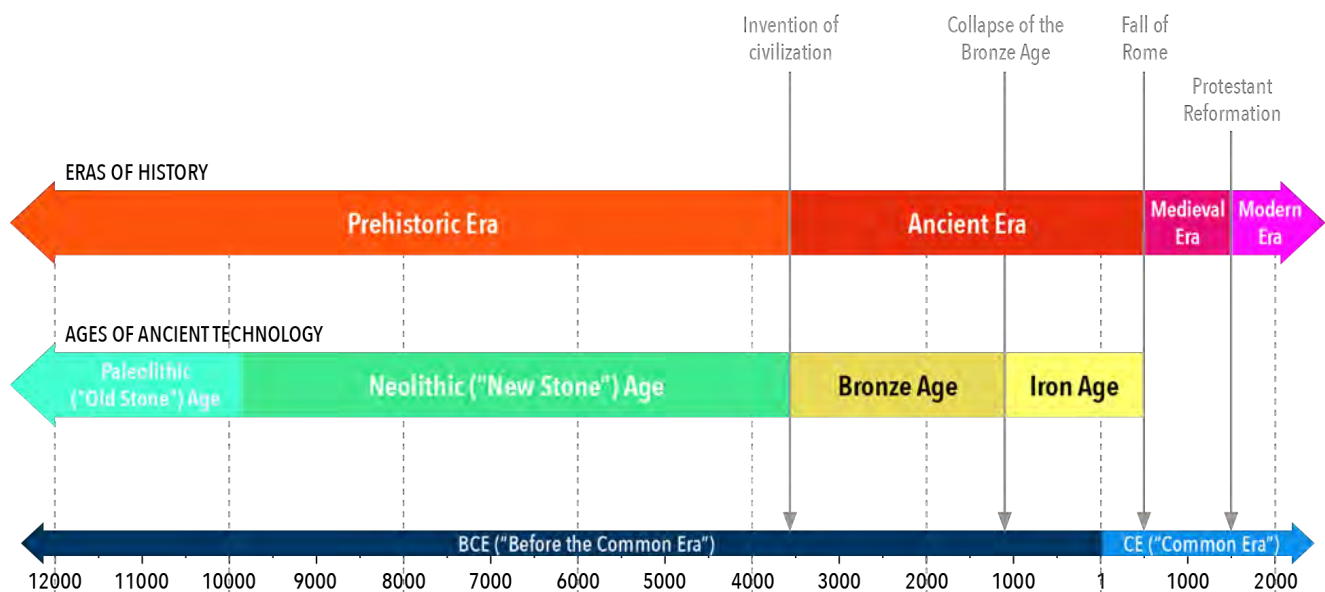 Invention of
civilization
Collapse of the
Bronze Age
Fall of
Rome
Protestant
Reformation
ERAS OF HISTORY
Prehistoric Era
Ancient Era
Medieval
Era
Modern
Era
AGES OF ANCIENT TECHNOLOGY
Paleolithic
("Old Stone") Age
Neolithic ("New Stone") Age
Bronze Age
Iron Age
BCE ("Before the Common Era")
CE ("Common Era")
12000 11000 10000 9000 8000 7000 6000 5000 4000 3000 2000 1000 1 1000 2000